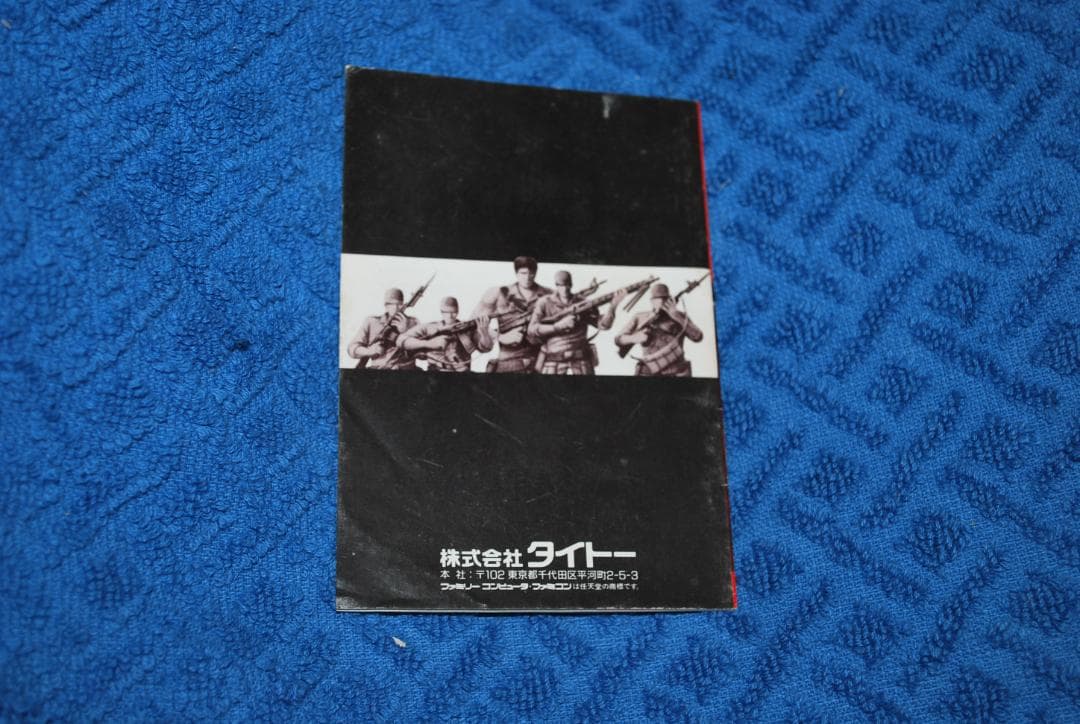 株式会社 タイトー
本 社：〒102 東京都千代田区平河町2-5-3
ファミリー コンピュータ・ファミコンは任天堂の商標です。